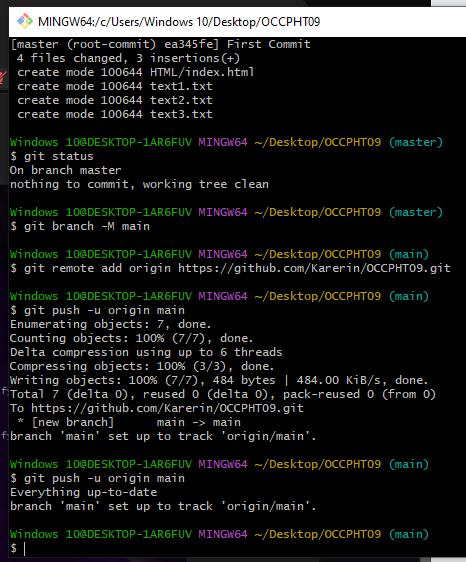 MINGW64:/c/Users/Windows 10/Desktop/OCCPHT09
[master (root-commit) ea345fe] First Commit
 4 files changed, 3 insertions(+)
 create mode 100644 HTML/index.html
 create mode 100644 text1.txt
 create mode 100644 text2.txt
 create mode 100644 text3.txt
Windows 10@DESKTOP-1AR6FUV MINGW64 ~/Desktop/OCCPHT09 (master)
$ git status
On branch master
nothing to commit, working tree clean
Windows 10@DESKTOP-1AR6FUV MINGW64 ~/Desktop/OCCPHT09 (master)
$ git branch -M main
Windows 10@DESKTOP-1AR6FUV MINGW64 ~/Desktop/OCCPHT09 (main)
$ git remote add origin https://github.com/Karerin/OCCPHT09.git
Windows 10@DESKTOP-1AR6FUV MINGW64 ~/Desktop/OCCPHT09 (main)
$ git push -u origin main
Enumerating objects: 7, done.
Counting objects: 100% (7/7), done.
Delta compression using up to 6 threads
Compressing objects: 100% (3/3), done.
Writing objects: 100% (7/7), 484 bytes | 484.00 KiB/s, done.
Total 7 (delta 0), reused 0 (delta 0), pack-reused 0 (from 0)
To https://github.com/Karerin/OCCPHT09.git
 * [new branch]      main -> main
branch 'main' set up to track 'origin/main'.
Windows 10@DESKTOP-1AR6FUV MINGW64 ~/Desktop/OCCPHT09 (main)
$ git push -u origin main
Everything up-to-date
branch 'main' set up to track 'origin/main'.
Windows 10@DESKTOP-1AR6FUV MINGW64 ~/Desktop/OCCPHT09 (main)
$